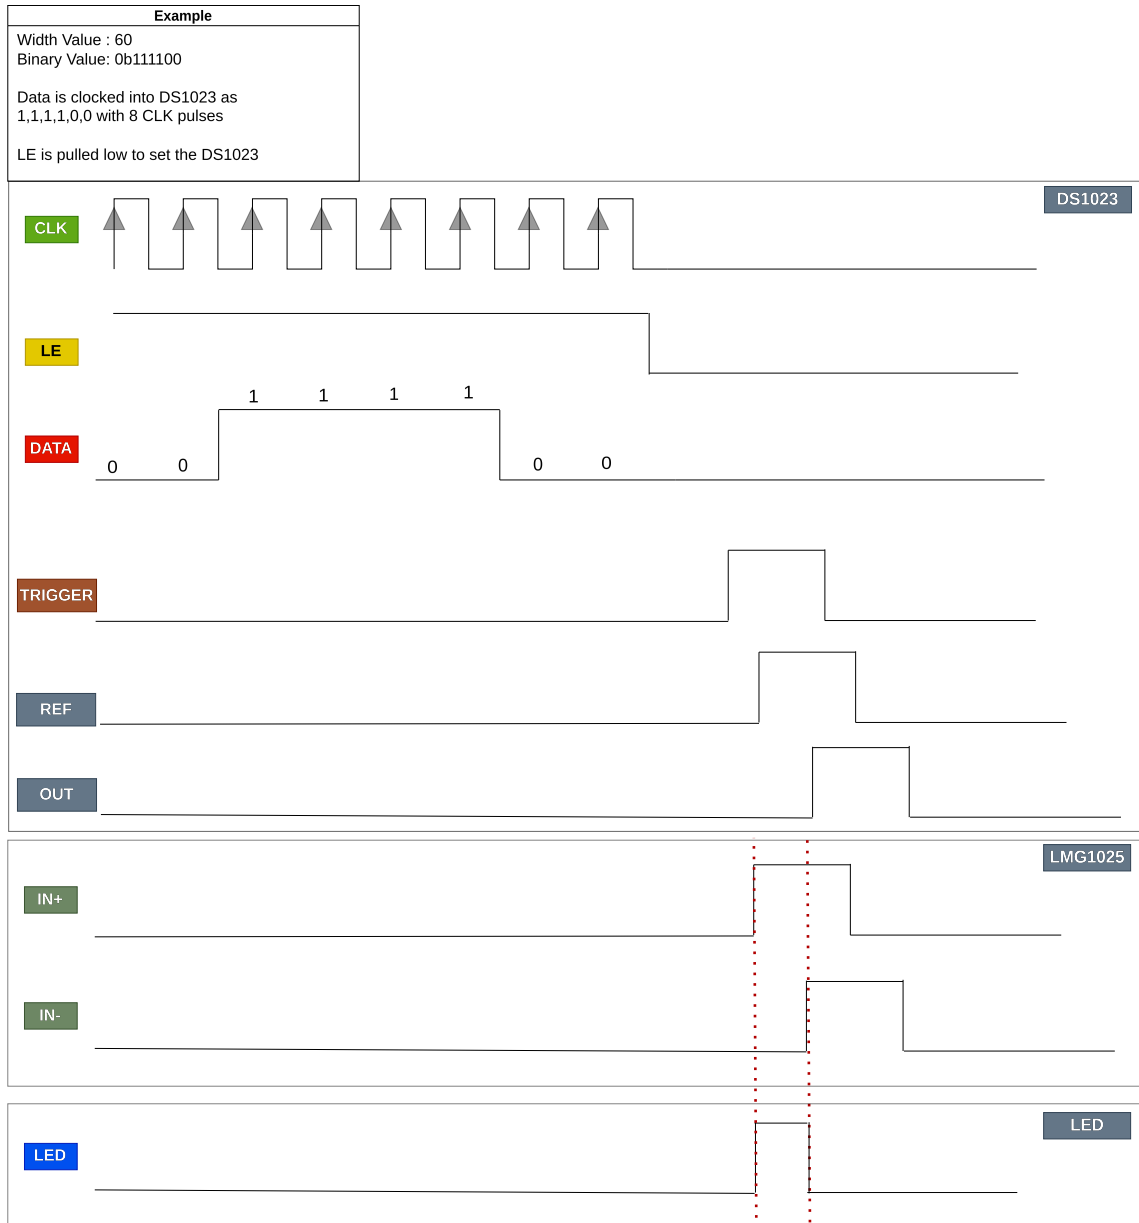 Example
Width Value : 60
Binary Value: 0b111100
Data is clocked into DS1023 as
1,1,1,1,0,0 with 8 CLK pulses
LE is pulled low to set the DS1023
DS1023
CLK
LE
1 1 1 1
DATA
0 0 0 0
TRIGGER
REF
OUT
LMG1025
IN+
IN-
LED
LED